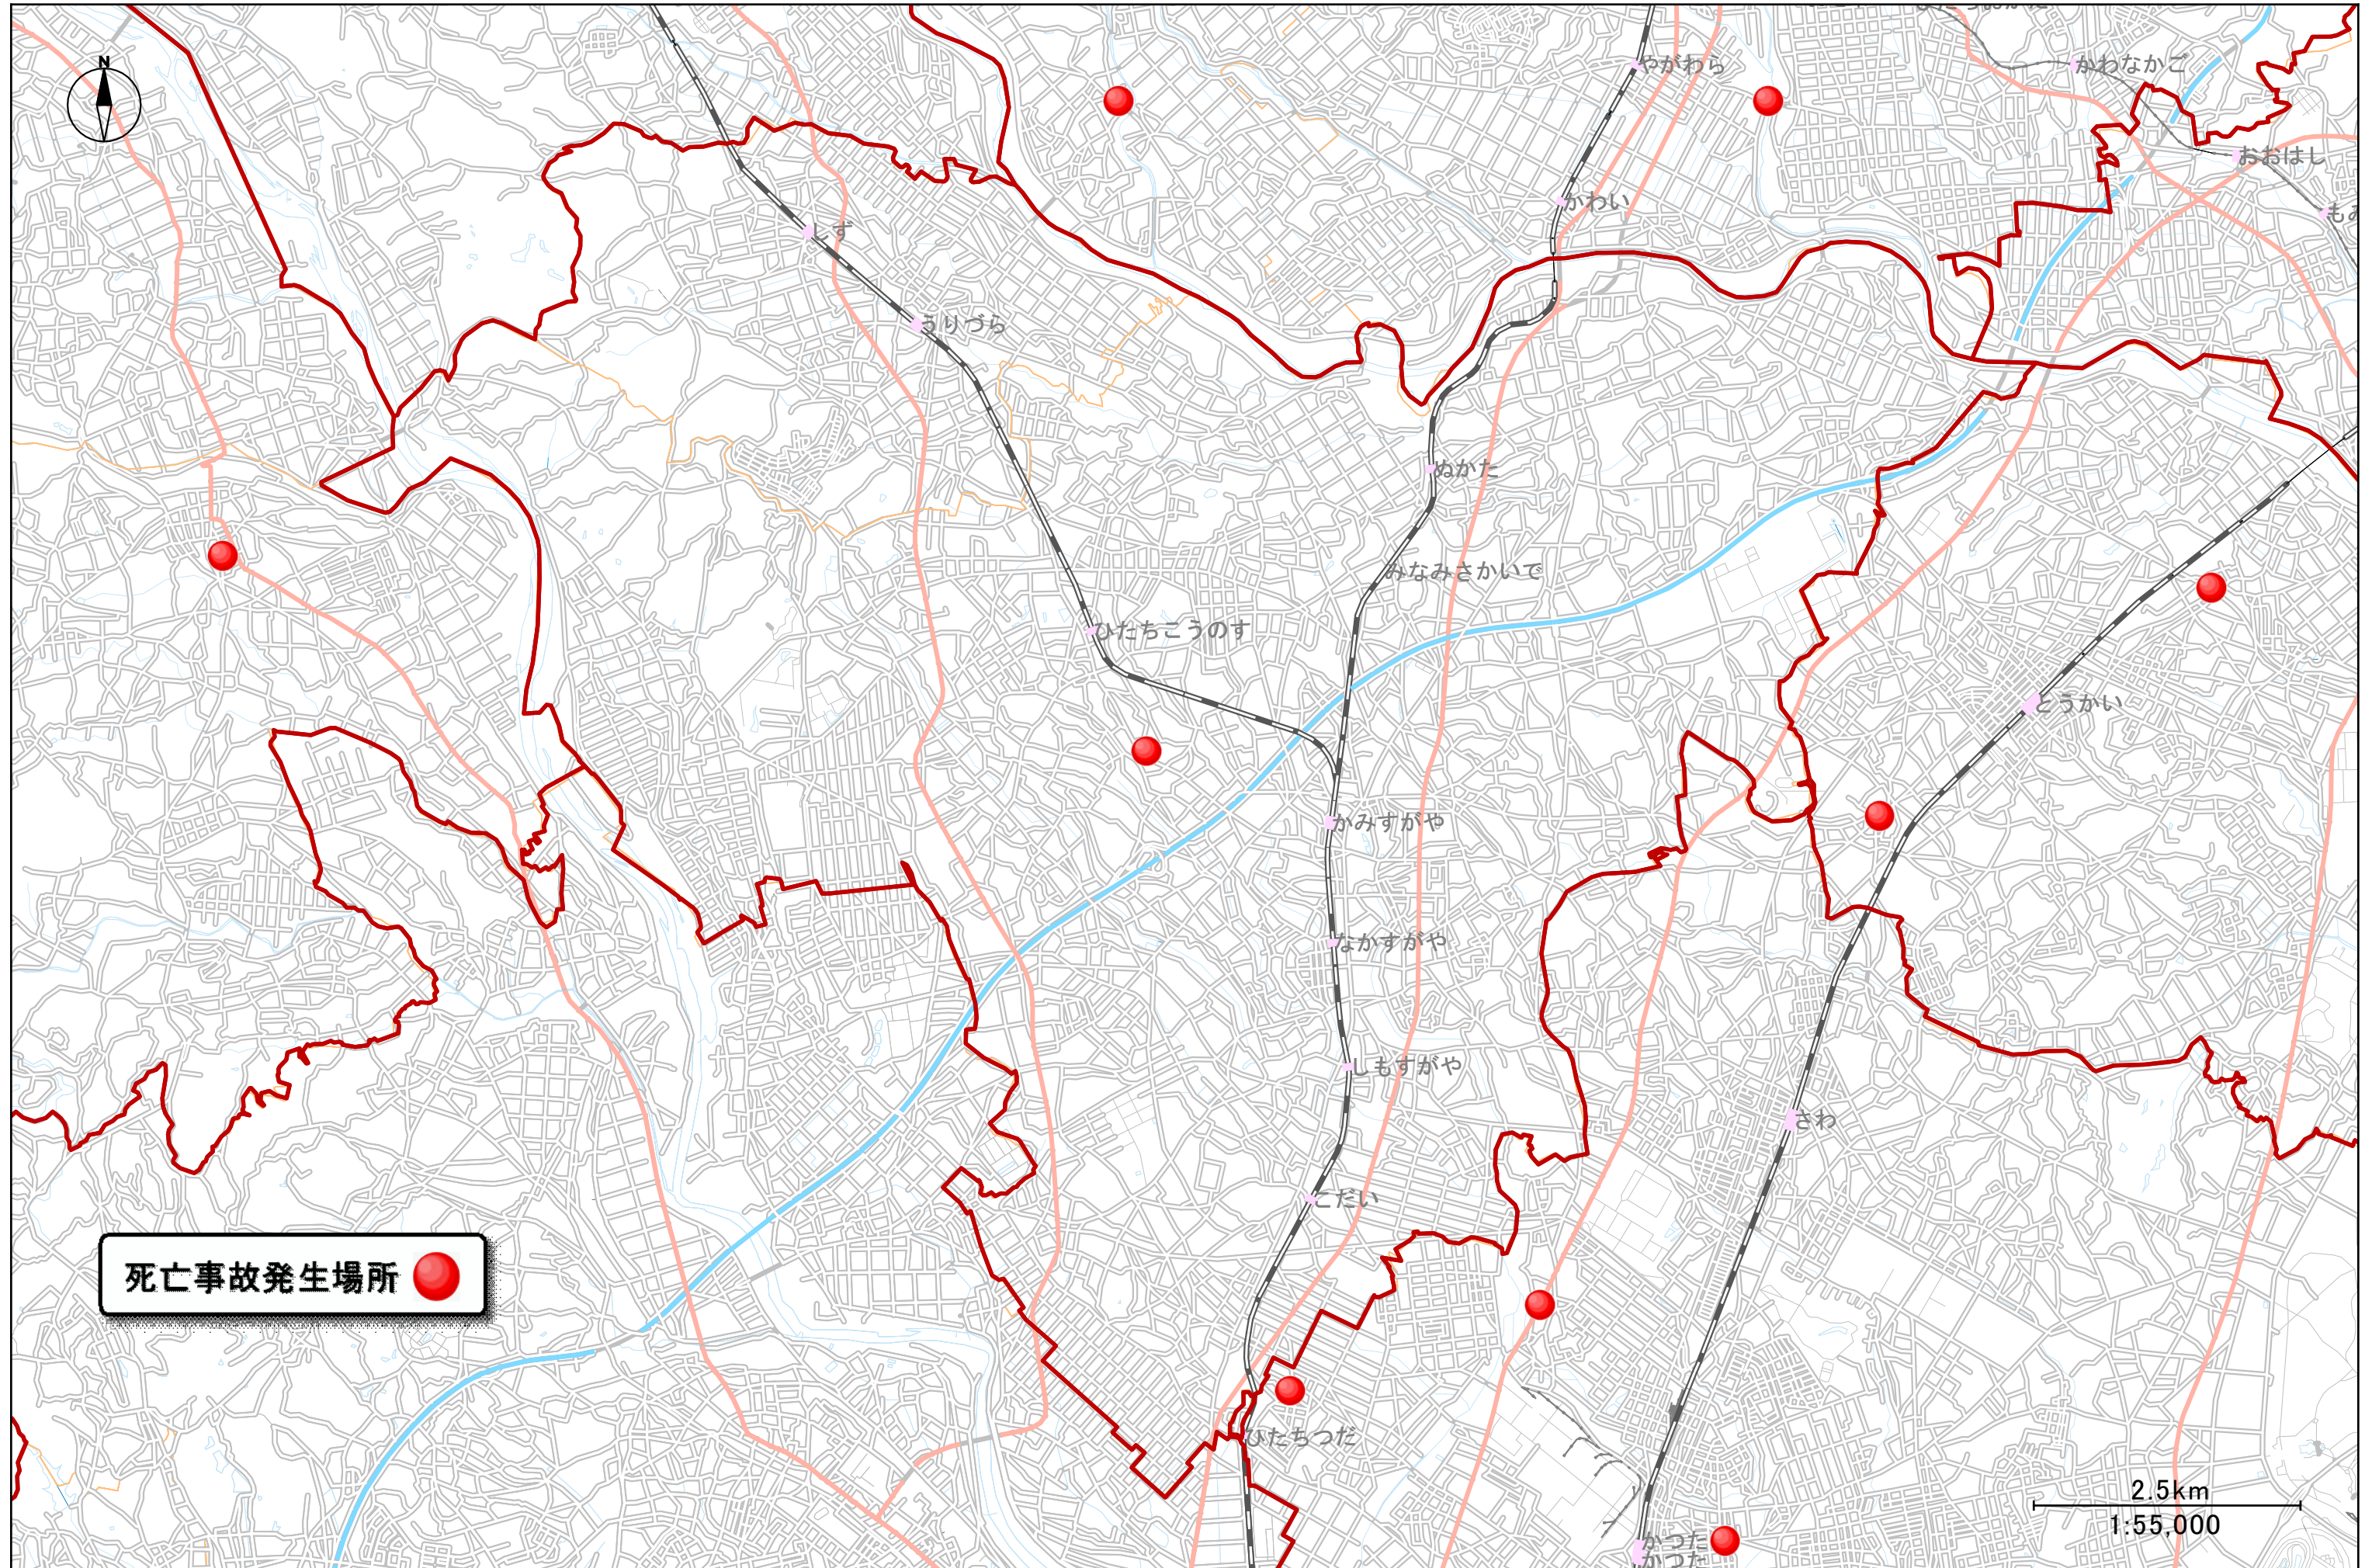 N
やがわら
かわなかご
おおはし
かわい
しず
うりづら
ぬかた
みなみさかいで
ひたちこうのす
とうかい
かみすがや
なかすがや
しもすがや
さわ
こだい
死亡事故発生場所
ひたちつだ
2.5km
1:55,000
かつた
かつた